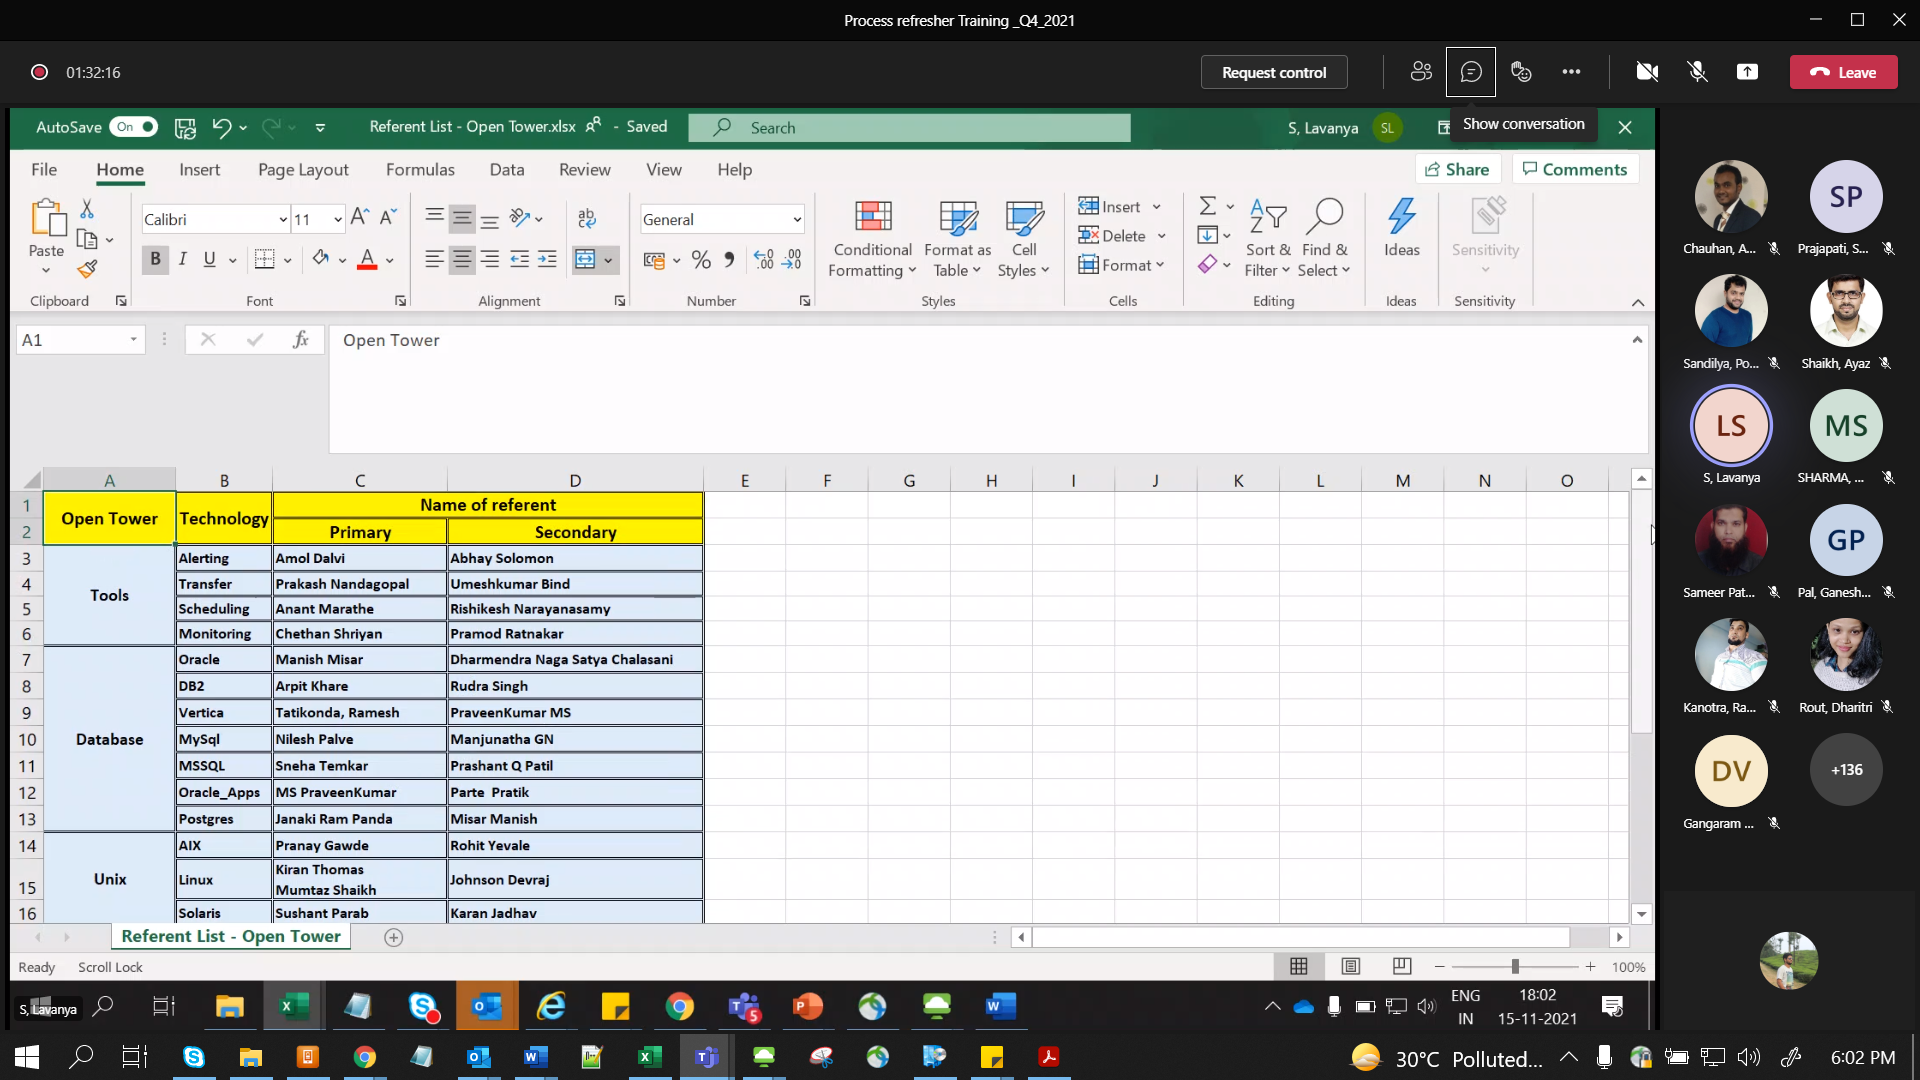 Process refresher Training _Q4_2021
01:32:16
Request control
Leave
Show conversation
AutoSave On
Referent List - Open Tower.xlsx - Saved
Search
S, Lavanya SL
File Home Insert Page Layout Formulas Data Review View Help
Share Comments
Paste
Calibri 11
B I U
ab
General
Conditional Formatting
Format as Table
Cell Styles
Insert
Delete
Format
Sort & Filter
Find & Select
Ideas
Sensitivity
Clipboard Font Alignment Number Styles Cells Editing Ideas Sensitivity
A1 fx Open Tower
A B C D E F G H I J K L M N O
1 Open Tower Technology Name of referent
2 Primary Secondary
3 Tools Alerting Amol Dalvi Abhay Solomon
4 Transfer Prakash Nandagopal Umeshkumar Bind
5 Scheduling Anant Marathe Rishikesh Narayanasamy
6 Monitoring Chethan Shriyan Pramod Ratnakar
7 Database Oracle Manish Misar Dharmendra Naga Satya Chalasani
8 DB2 Arpit Khare Rudra Singh
9 Vertica Tatikonda, Ramesh PraveenKumar MS
10 MySql Nilesh Palve Manjunatha GN
11 MSSQL Sneha Temkar Prashant Q Patil
12 Oracle_Apps MS PraveenKumar Parte Pratik
13 Postgres Janaki Ram Panda Misar Manish
14 Unix AIX Pranay Gawde Rohit Yevale
15 Linux Kiran Thomas
Mumtaz Shaikh Johnson Devraj
16 Solaris Sushant Parab Karan Jadhav
Referent List - Open Tower
Ready Scroll Lock
100%
S, Lavanya
ENG
IN
18:02
15-11-2021
Chauhan, A...
SP
Prajapati, S...
Sandilya, Po...
Shaikh, Ayaz
LS
S, Lavanya
MS
SHARMA, ...
Sameer Pat...
GP
Pal, Ganesh...
Kanotra, Ra...
Rout, Dharitri
DV
Gangaram ...
+136
30°C Polluted...
6:02 PM